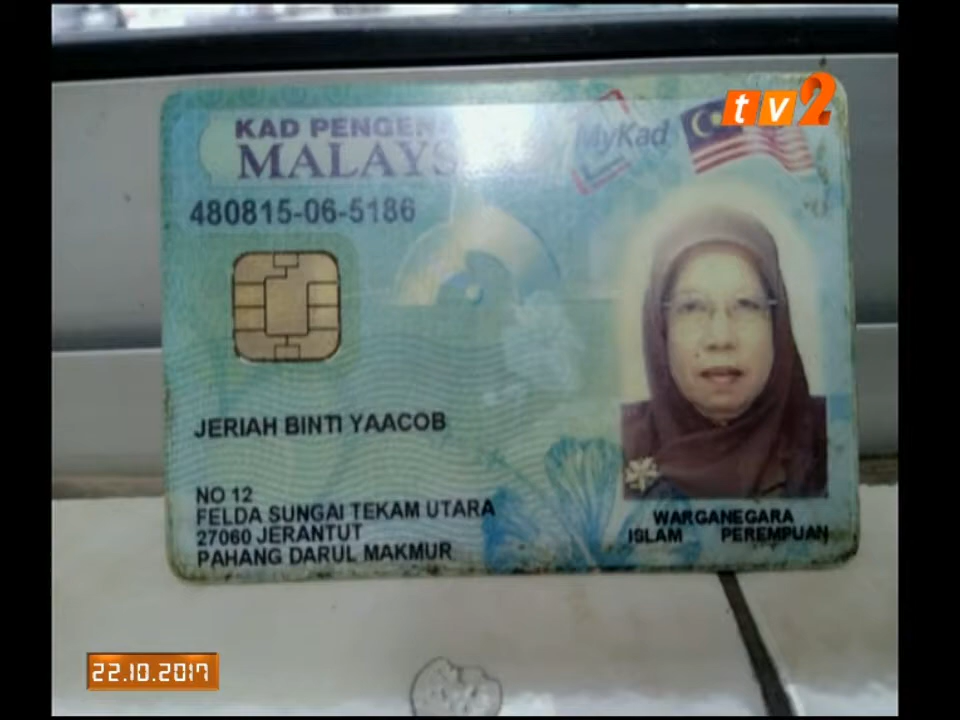 tv2
KAD PENGENA
MyKad
MALAYS
480815-06-5186
JERIAH BINTI YAACOB
NO 12
FELDA SUNGAI TEKAM UTARA
27060 JERANTUT
PAHANG DARUL MAKMUR
WARGANEGARA
ISLAM PEREMPUAN
22.10.2017